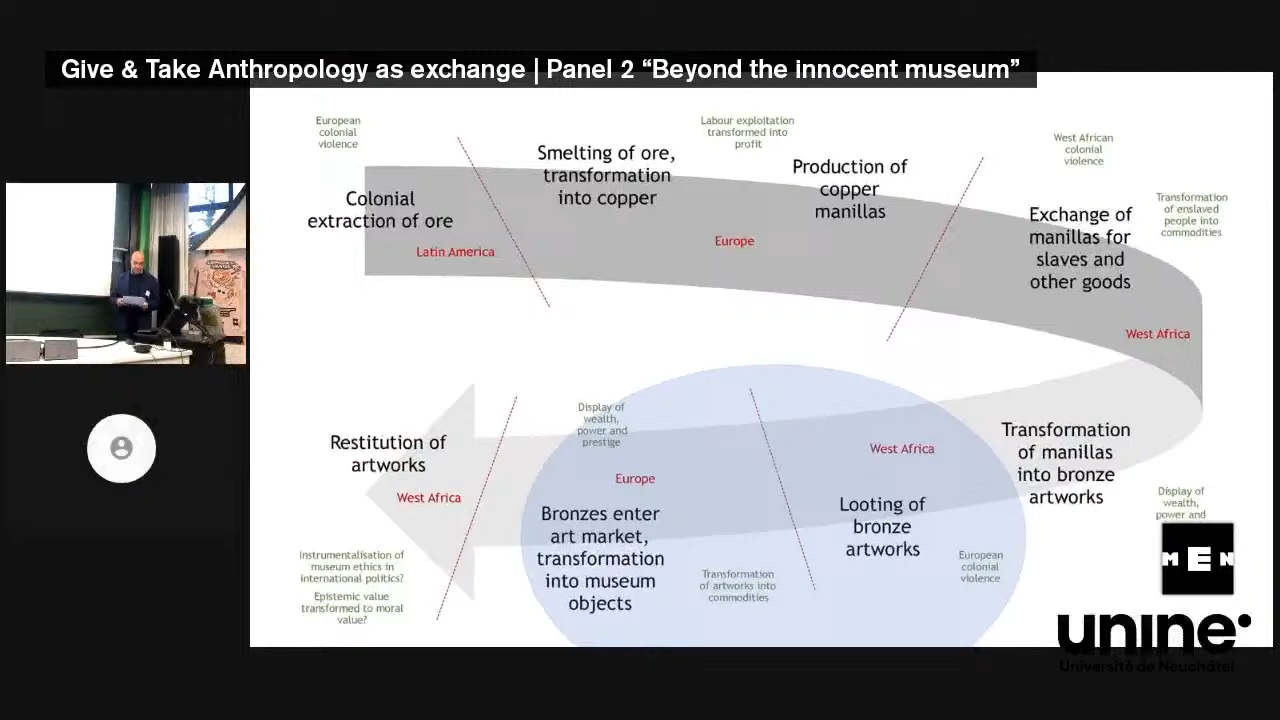 Give & Take Anthropology as exchange | Panel 2 “Beyond the innocent museum”
European
colonial
violence
Labour exploitation
transformed into
profit
West African
colonial
violence
Smelting of ore,
transformation
into copper
Production of
copper
manillas
Colonial
extraction of ore
Latin America
Europe
Transformation
of enslaved
people into
commodities
Exchange of
manillas for
slaves and
other goods
West Africa
Restitution of
artworks
West Africa
Display of
wealth,
power and
prestige
Europe
Bronzes enter
art market,
transformation
into museum
objects
West Africa
Looting of
bronze
artworks
Transformation
of manillas
into bronze
artworks
Display of
wealth,
power and
Instrumentalisation of
museum ethics in
international politics?
Epistemic value
transformed to moral
value?
Transformation
of artworks into
commodities
European
colonial
violence
MEN
unine
Université de Neuchâtel